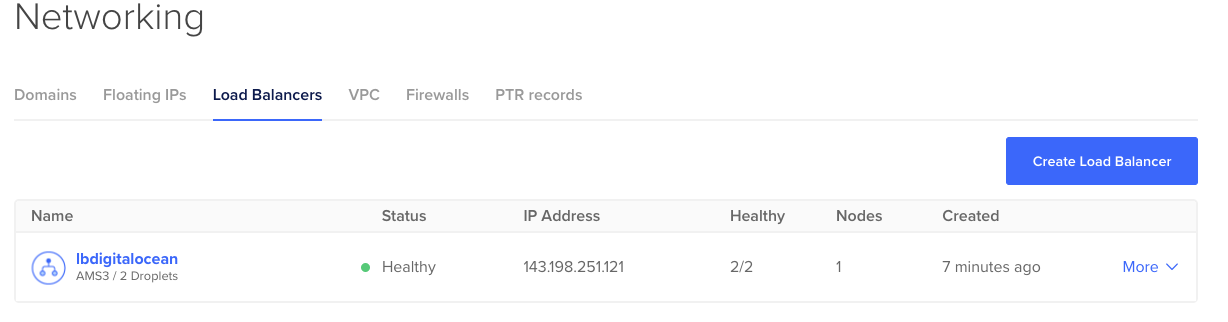 Networking
Domains Floating IPs Load Balancers VPC Firewalls PTR records
Create Load Balancer
Name Status IP Address Healthy Nodes Created
lbdigitalocean
AMS3 / 2 Droplets
Healthy 143.198.251.121 2/2 1 7 minutes ago More